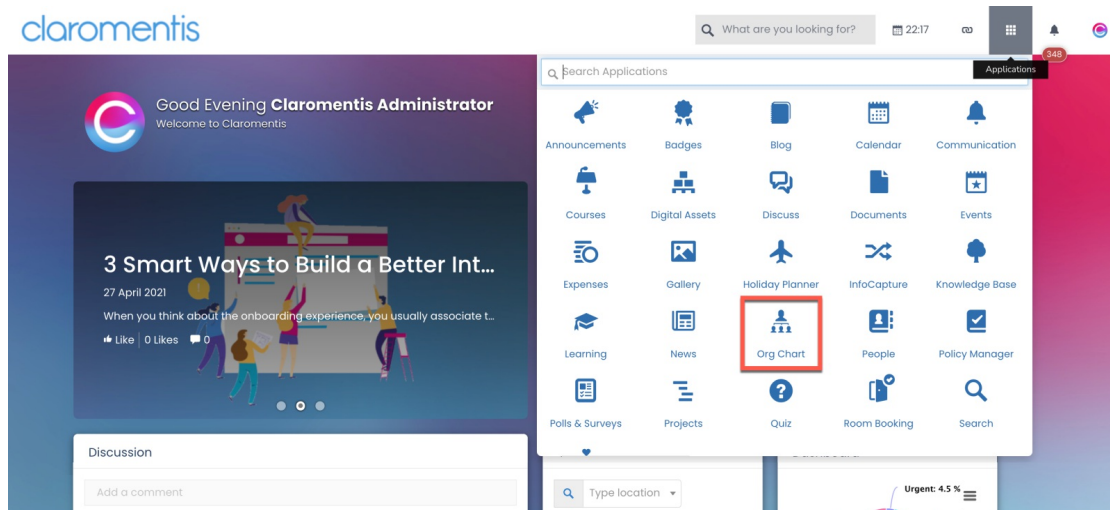 claromentis
What are you looking for?
22:17
348
Applications
Search Applications
Good Evening Claromentis Administrator
Welcome to Claromentis
Announcements Badges Blog Calendar Communication
Courses Digital Assets Discuss Documents Events
Expenses Gallery Holiday Planner InfoCapture Knowledge Base
Learning News Org Chart People Policy Manager
Polls & Surveys Projects Quiz Room Booking Search
3 Smart Ways to Build a Better Int...
27 April 2021
When you think about the onboarding experience, you usually associate t...
Like 0 Likes 0
Discussion
Add a comment
Type location
Urgent: 4.5 %